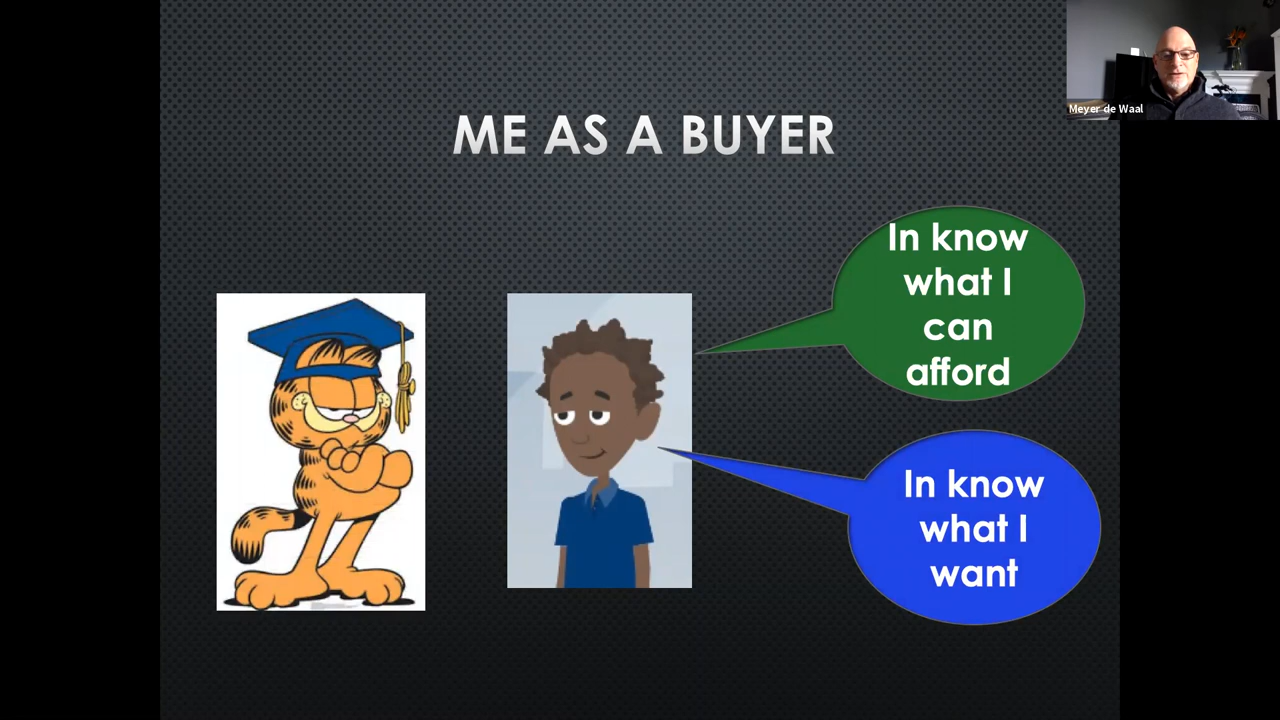 Meyer de Waal
ME AS A BUYER
In know
what I
can
afford
In know
what I
want